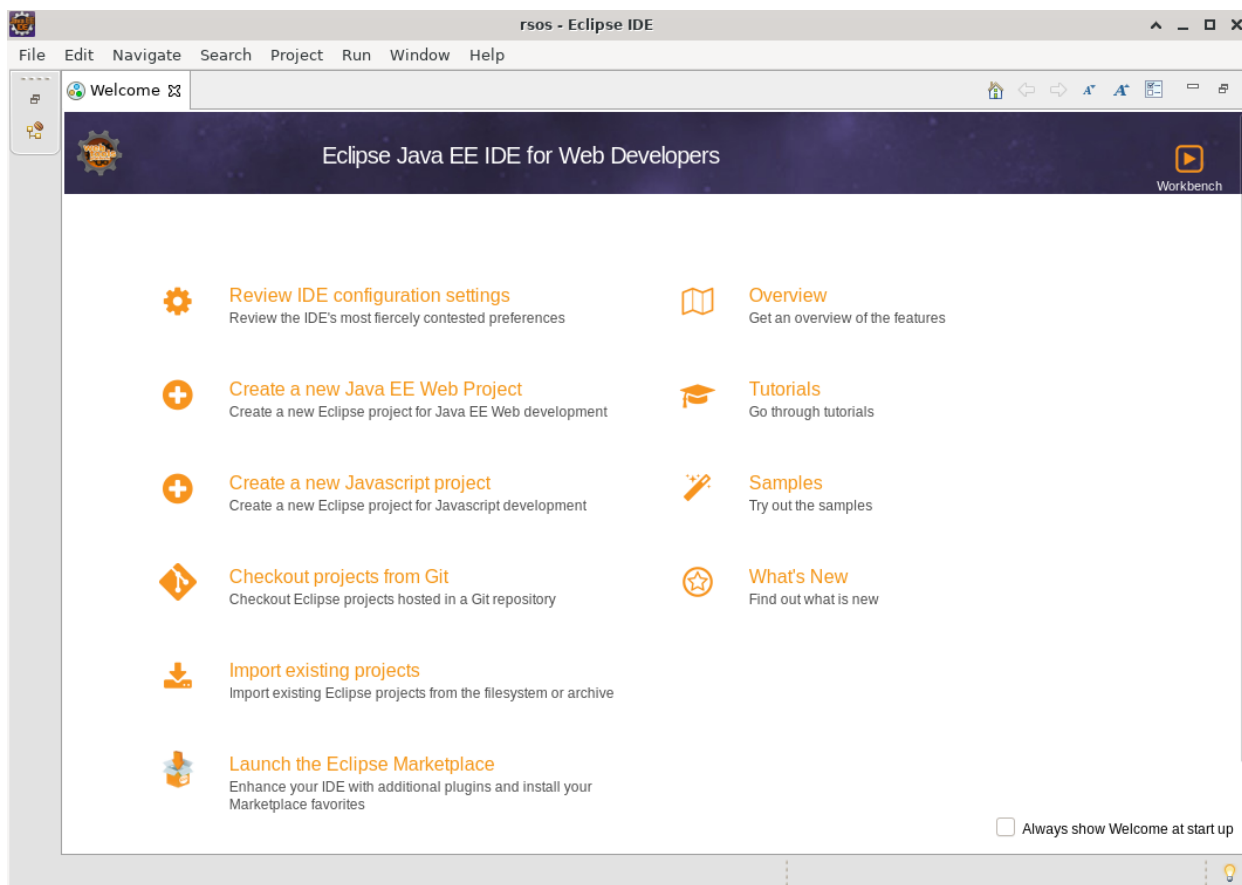 rsos - Eclipse IDE
File Edit Navigate Search Project Run Window Help
Welcome
Eclipse Java EE IDE for Web Developers
Workbench
Review IDE configuration settings
Review the IDE's most fiercely contested preferences
Overview
Get an overview of the features
Create a new Java EE Web Project
Create a new Eclipse project for Java EE Web development
Tutorials
Go through tutorials
Create a new Javascript project
Create a new Eclipse project for Javascript development
Samples
Try out the samples
Checkout projects from Git
Checkout Eclipse projects hosted in a Git repository
What's New
Find out what is new
Import existing projects
Import existing Eclipse projects from the filesystem or archive
Launch the Eclipse Marketplace
Enhance your IDE with additional plugins and install your
Marketplace favorites
Always show Welcome at start up